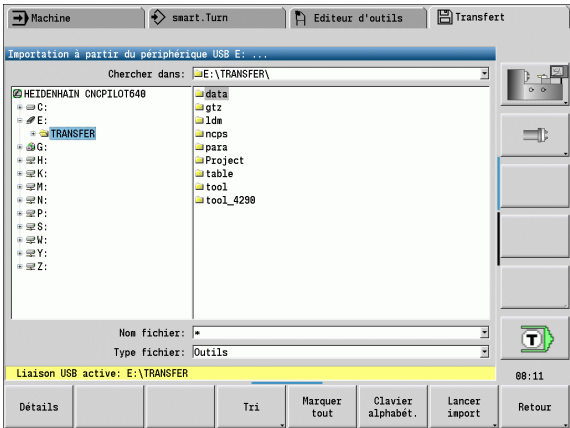 Machine
smart.Turn
Editeur d'outils
Transfert
Importation à partir du périphérique USB E: ...
Chercher dans: E:\TRANSFER\
HEIDENHAIN CNCPILOT640
C:
E:
TRANSFER
G:
H:
K:
M:
N:
P:
S:
W:
Y:
Z:
data
gtz
ldm
ncps
para
Project
table
tool
tool_4290
Nom fichier: *
Type fichier: Outils
Liaison USB active: E:\TRANSFER
T
08:11
Détails
Tri
Marquer tout
Clavier alphabét.
Lancer import
Retour